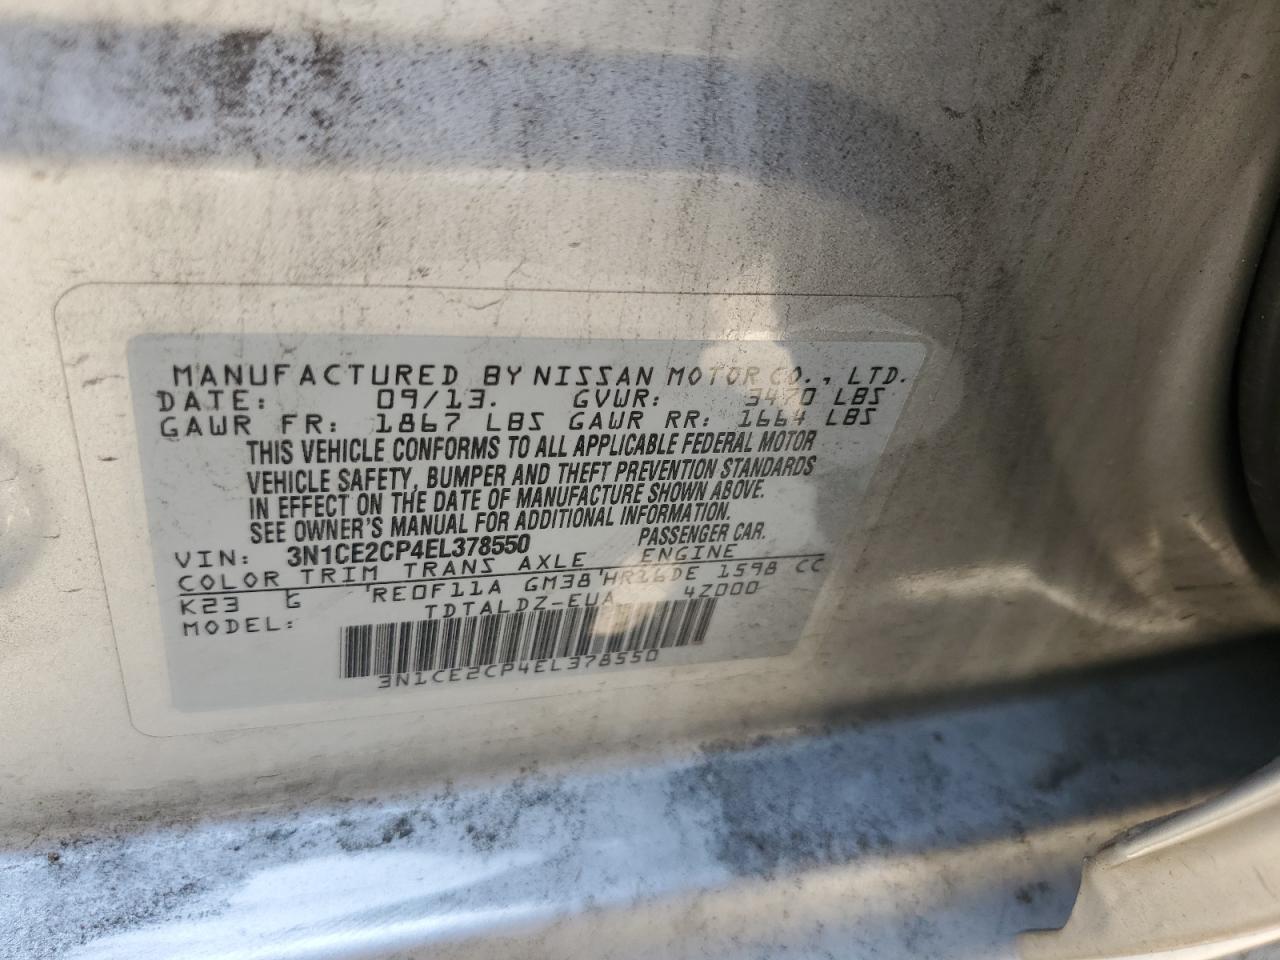 MANUFACTURED BY NISSAN MOTOR CO., LTD.
DATE: 09/13. GVWR: 3470 LBS
GAWR FR: 1867 LBS GAWR RR: 1664 LBS
THIS VEHICLE CONFORMS TO ALL APPLICABLE FEDERAL MOTOR
VEHICLE SAFETY, BUMPER AND THEFT PREVENTION STANDARDS
IN EFFECT ON THE DATE OF MANUFACTURE SHOWN ABOVE.
SEE OWNER'S MANUAL FOR ADDITIONAL INFORMATION.
VIN: 3N1CE2CP4EL378550 PASSENGER CAR.
COLOR TRIM TRANS AXLE ENGINE
K23 G RE0F11A GM38 HR16DE 1598 CC
MODEL: TDTALDZ-EUA 4Z000
3N1CE2CP4EL378550